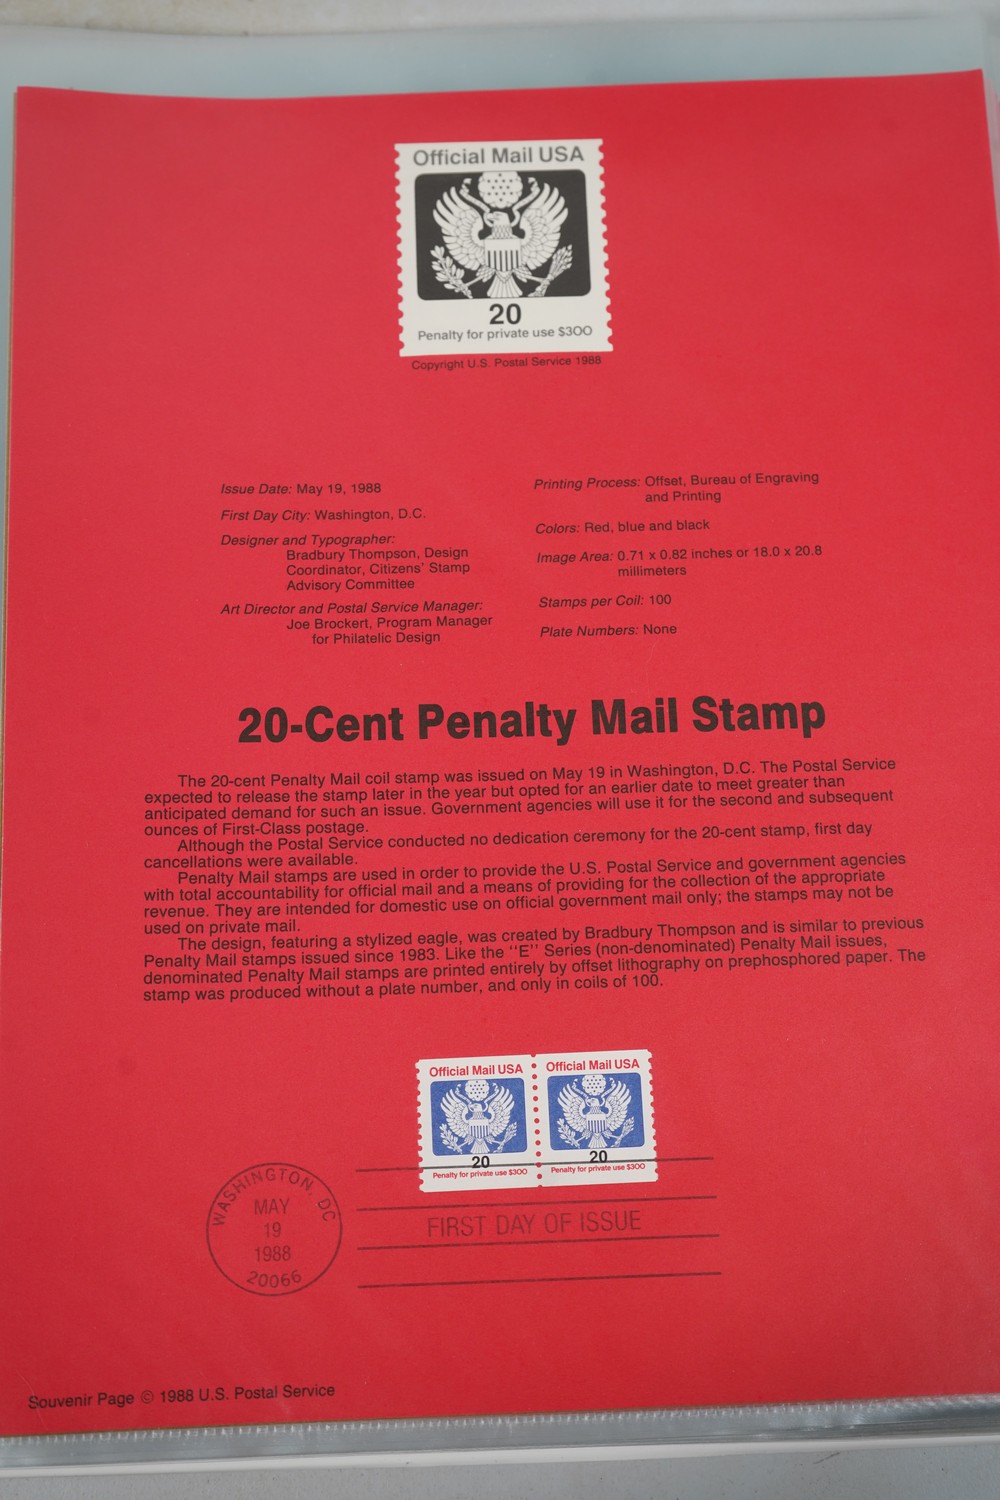 Official Mail USA
20
Penalty for private use $300
Copyright U.S. Postal Service 1988
Issue Date: May 19, 1988
First Day City: Washington, D.C.
Designer and Typographer:
Bradbury Thompson, Design
Coordinator, Citizens' Stamp
Advisory Committee
Art Director and Postal Service Manager:
Joe Brockert, Program Manager
for Philatelic Design
Printing Process: Offset, Bureau of Engraving
and Printing
Colors: Red, blue and black
Image Area: 0.71 x 0.82 inches or 18.0 x 20.8
millimeters
Stamps per Coil: 100
Plate Numbers: None
20-Cent Penalty Mail Stamp
The 20-cent Penalty Mail coil stamp was issued on May 19 in Washington, D.C. The Postal Service
expected to release the stamp later in the year but opted for an earlier date to meet greater than
anticipated demand for such an issue. Government agencies will use it for the second and subsequent
ounces of First-Class postage.
Although the Postal Service conducted no dedication ceremony for the 20-cent stamp, first day
cancellations were available.
Penalty Mail stamps are used in order to provide the U.S. Postal Service and government agencies
with total accountability for official mail and a means of providing for the collection of the appropriate
revenue. They are intended for domestic use on official government mail only; the stamps may not be
used on private mail.
The design, featuring a stylized eagle, was created by Bradbury Thompson and is similar to previous
Penalty Mail stamps issued since 1983. Like the "E" Series (non-denominated) Penalty Mail issues,
denominated Penalty Mail stamps are printed entirely by offset lithography on prephosphored paper. The
stamp was produced without a plate number, and only in coils of 100.
Official Mail USA
20
Penalty for private use $300
Official Mail USA
20
Penalty for private use $300
WASHINGTON, DC
MAY
19
1988
20066
FIRST DAY OF ISSUE
Souvenir Page © 1988 U.S. Postal Service